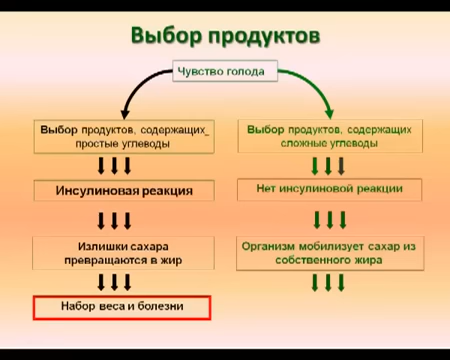 Выбор продуктов
Чувство голода
Выбор продуктов, содержащих_
простые углеводы
Выбор продуктов, содержащих
сложные углеводы
Инсулиновая реакция
Нет инсулиновой реакции
Излишки сахара
превращаются в жир
Организм мобилизует сахар из
собственного жира
Набор веса и болезни